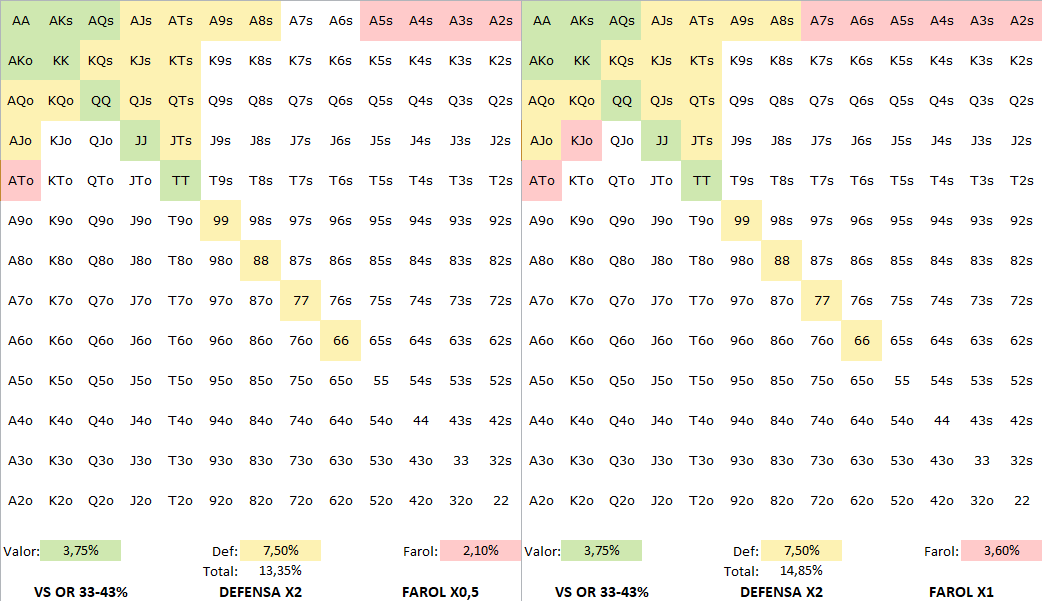 AA AKs AQs AJs ATs A9s A8s A7s A6s A5s A4s A3s A2s AA AKs AQs AJs ATs A9s A8s A7s A6s A5s A4s A3s A2s
AKo KK KQs KJs KTs K9s K8s K7s K6s K5s K4s K3s K2s AKo KK KQs KJs KTs K9s K8s K7s K6s K5s K4s K3s K2s
AQo KQo QQ QJs QTs Q9s Q8s Q7s Q6s Q5s Q4s Q3s Q2s AQo KQo QQ QJs QTs Q9s Q8s Q7s Q6s Q5s Q4s Q3s Q2s
AJo KJo QJo JJ JTs J9s J8s J7s J6s J5s J4s J3s J2s AJo KJo QJo JJ JTs J9s J8s J7s J6s J5s J4s J3s J2s
ATo KTo QTo JTo TT T9s T8s T7s T6s T5s T4s T3s T2s ATo KTo QTo JTo TT T9s T8s T7s T6s T5s T4s T3s T2s
A9o K9o Q9o J9o T9o 99 98s 97s 96s 95s 94s 93s 92s A9o K9o Q9o J9o T9o 99 98s 97s 96s 95s 94s 93s 92s
A8o K8o Q8o J8o T8o 98o 88 87s 86s 85s 84s 83s 82s A8o K8o Q8o J8o T8o 98o 88 87s 86s 85s 84s 83s 82s
A7o K7o Q7o J7o T7o 97o 87o 77 76s 75s 74s 73s 72s A7o K7o Q7o J7o T7o 97o 87o 77 76s 75s 74s 73s 72s
A6o K6o Q6o J6o T6o 96o 86o 76o 66 65s 64s 63s 62s A6o K6o Q6o J6o T6o 96o 86o 76o 66 65s 64s 63s 62s
A5o K5o Q5o J5o T5o 95o 85o 75o 65o 55 54s 53s 52s A5o K5o Q5o J5o T5o 95o 85o 75o 65o 55 54s 53s 52s
A4o K4o Q4o J4o T4o 94o 84o 74o 64o 54o 44 43s 42s A4o K4o Q4o J4o T4o 94o 84o 74o 64o 54o 44 43s 42s
A3o K3o Q3o J3o T3o 93o 83o 73o 63o 53o 43o 33 32s A3o K3o Q3o J3o T3o 93o 83o 73o 63o 53o 43o 33 32s
A2o K2o Q2o J2o T2o 92o 82o 72o 62o 52o 42o 32o 22 A2o K2o Q2o J2o T2o 92o 82o 72o 62o 52o 42o 32o 22
Valor: 3,75% Def: 7,50% Farol: 2,10% Valor: 3,75% Def: 7,50% Farol: 3,60%
Total: 13,35% Total: 14,85%
VS OR 33-43% DEFENSA X2 FAROL X0,5 VS OR 33-43% DEFENSA X2 FAROL X1